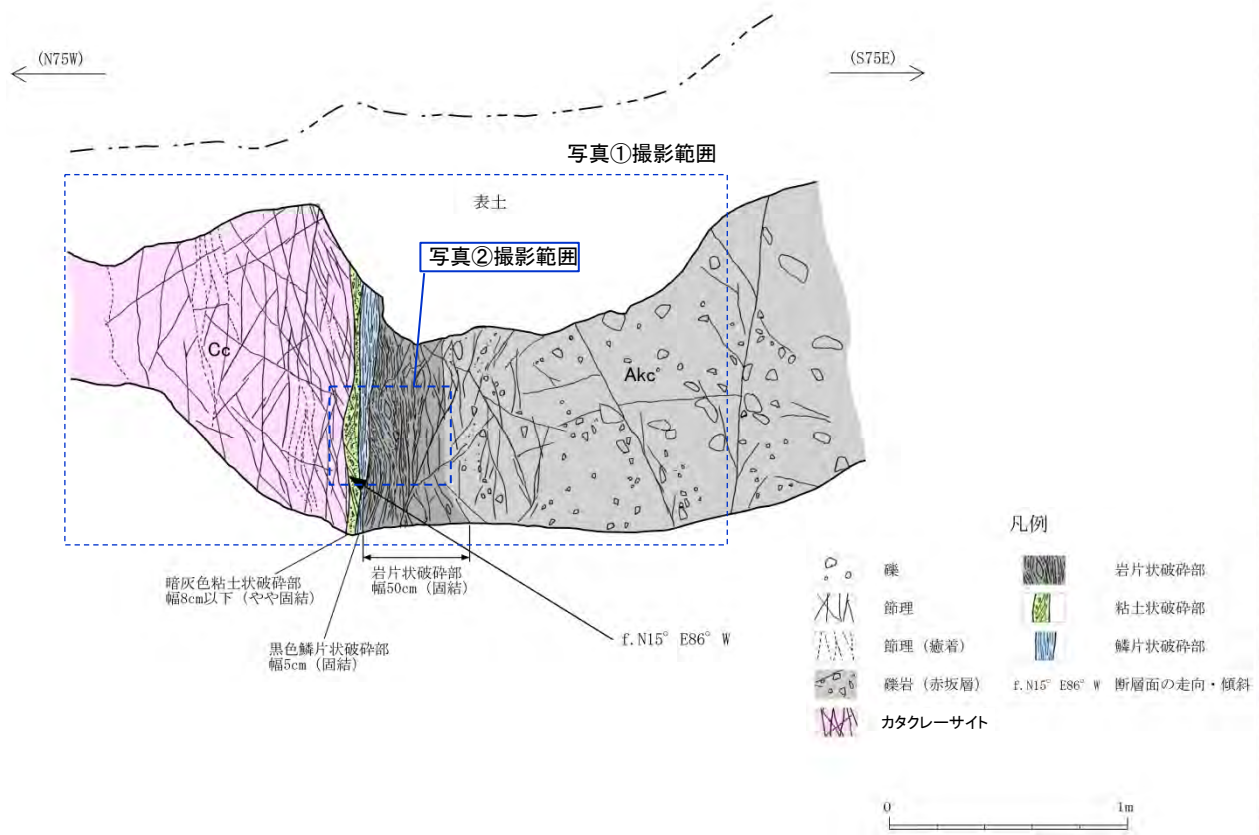 (N75W)
(S75E)
写真①撮影範囲
表土
写真②撮影範囲
Cc
Akc
暗灰色粘土状破砕部
幅8cm以下（やや固結）
黒色鱗片状破砕部
幅5cm（固結）
岩片状破砕部
幅50cm（固結）
f.N15° E86° W
凡例
礫
岩片状破砕部
節理
粘土状破砕部
節理（癒着）
鱗片状破砕部
礫岩（赤坂層）
f.N15° E86° W 断層面の走向・傾斜
カタクレーサイト
0
1m